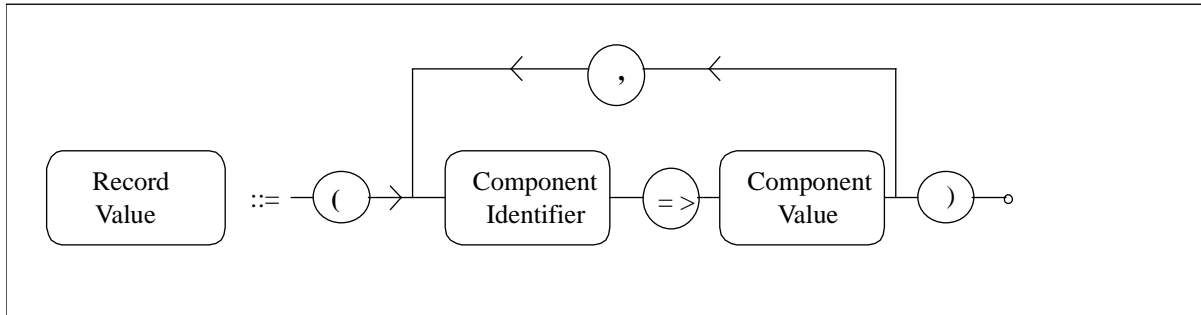 ,
Record Value ::= ( Component Identifier => Component Value )